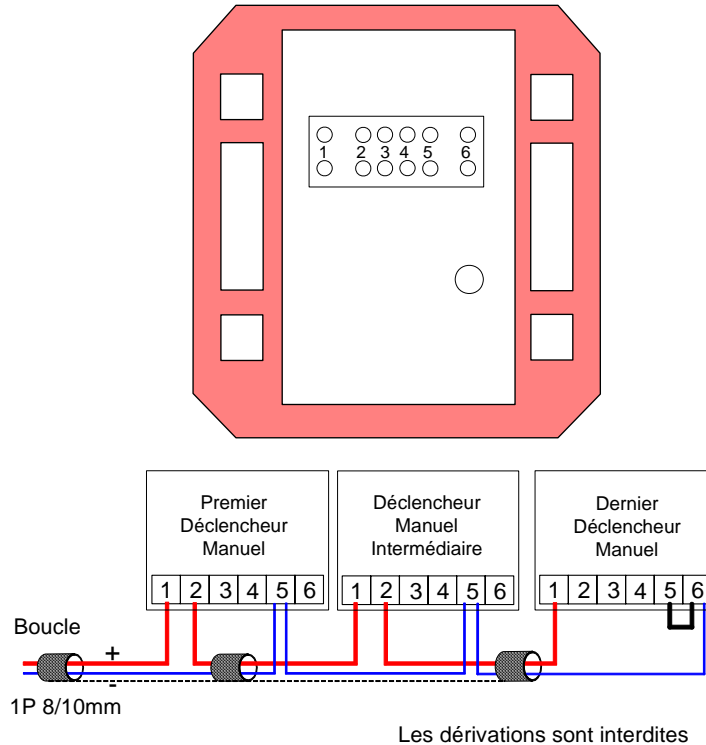 1 2 3 4 5 6
Premier
Déclencheur
Manuel
1 2 3 4 5 6
Déclencheur
Manuel
Intermédiaire
1 2 3 4 5 6
Dernier
Déclencheur
Manuel
1 2 3 4 5 6
Boucle
+
-
1P 8/10mm
Les dérivations sont interdites